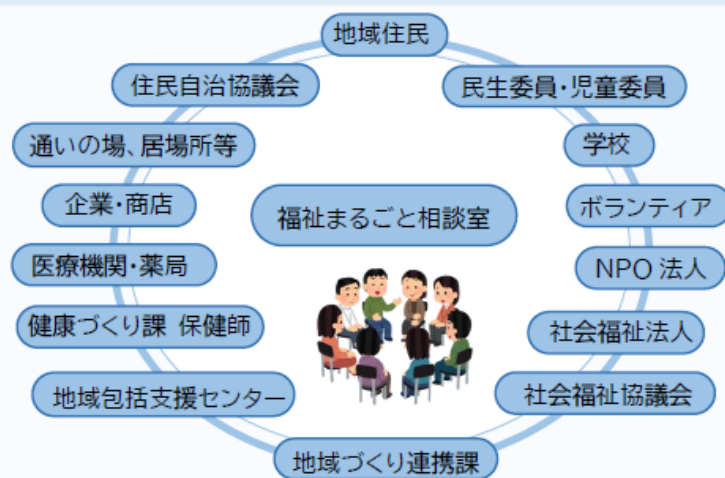 地域住民
住民自治協議会
民生委員・児童委員
通いの場、居場所等
学校
企業・商店
福祉まるごと相談室
ボランティア
医療機関・薬局
NPO 法人
健康づくり課 保健師
社会福祉法人
地域包括支援センター
社会福祉協議会
地域づくり連携課